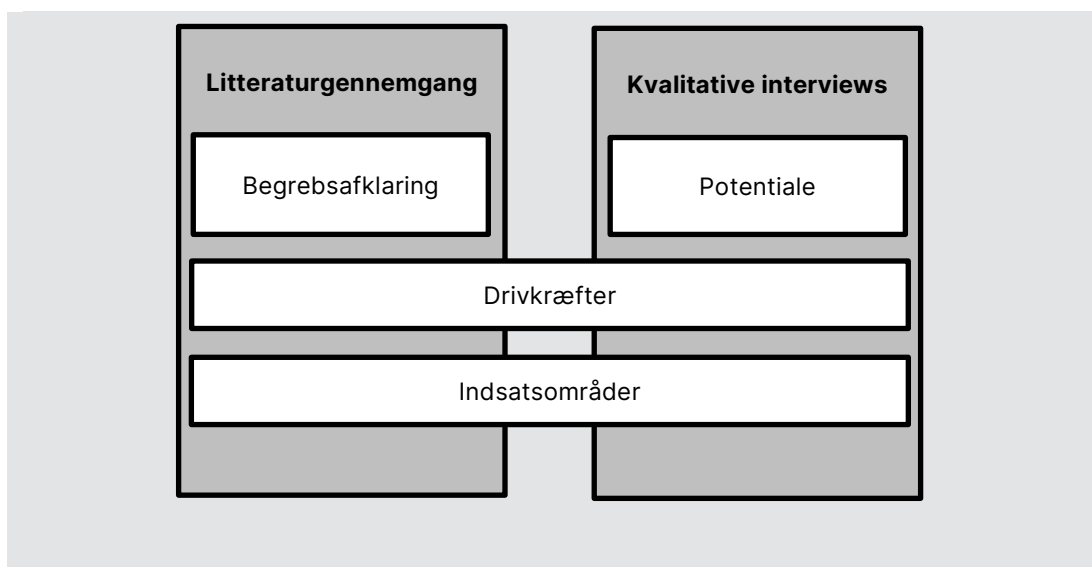 Litteraturgennemgang
Kvalitative interviews
Begrebsafklaring
Potentiale
Drivkræfter
Indsatsområder